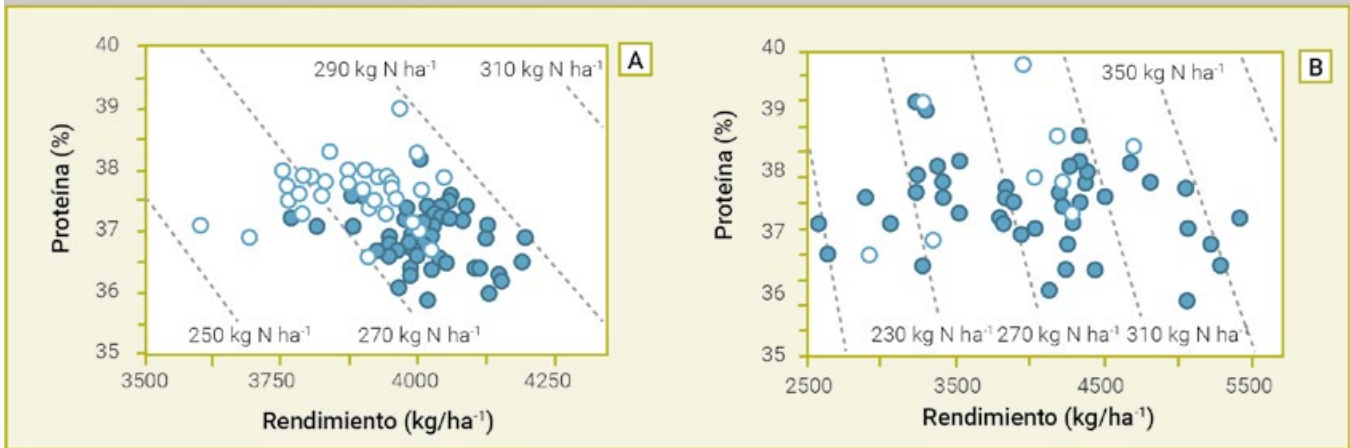 A
Proteína (%)
40
39
38
37
36
35
290 kg N ha-1
310 kg N ha-1
250 kg N ha-1
270 kg N ha-1
3500
3750
4000
4250
Rendimiento (kg/ha-1)
B
Proteína (%)
40
39
38
37
36
35
350 kg N ha-1
230 kg N ha-1
270 kg N ha-1
310 kg N ha-1
2500
3500
4500
5500
Rendimiento (kg/ha-1)